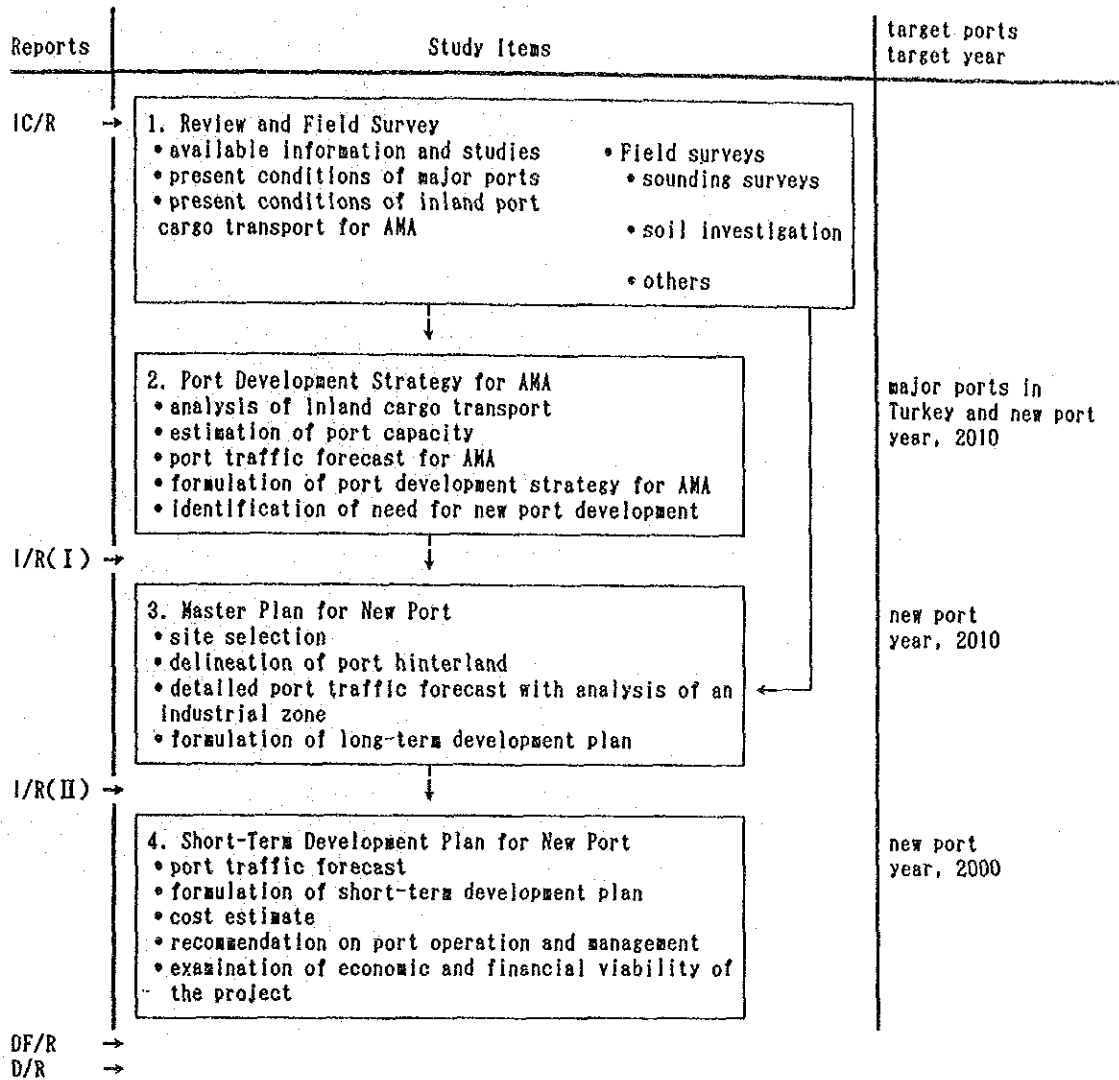 Reports
Study Items
target ports
target year
IC/R →
1. Review and Field Survey
• available information and studies
• present conditions of major ports
• present conditions of inland port
cargo transport for AMA
• Field surveys
• sounding surveys
• soil investigation
• others
2. Port Development Strategy for AMA
• analysis of inland cargo transport
• estimation of port capacity
• port traffic forecast for AMA
• formulation of port development strategy for AMA
• identification of need for new port development
major ports in
Turkey and new port
year, 2010
I/R(I) →
3. Master Plan for New Port
• site selection
• delineation of port hinterland
• detailed port traffic forecast with analysis of an
industrial zone
• formulation of long-term development plan
new port
year, 2010
I/R(II) →
4. Short-Term Development Plan for New Port
• port traffic forecast
• formulation of short-term development plan
• cost estimate
• recommendation on port operation and management
• examination of economic and financial viability of
the project
new port
year, 2000
DF/R →
D/R →